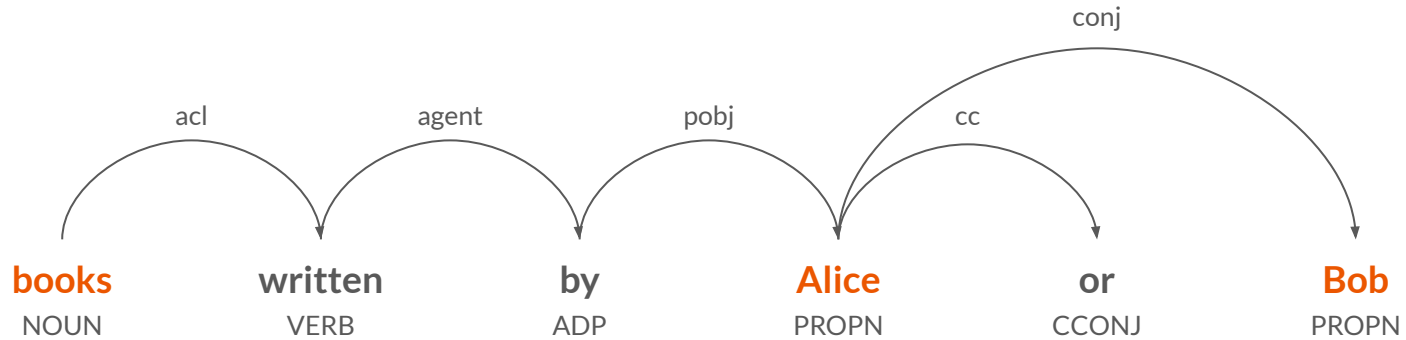 conj
acl agent pobj cc
books written by Alice or Bob
NOUN VERB ADP PROPN CCONJ PROPN